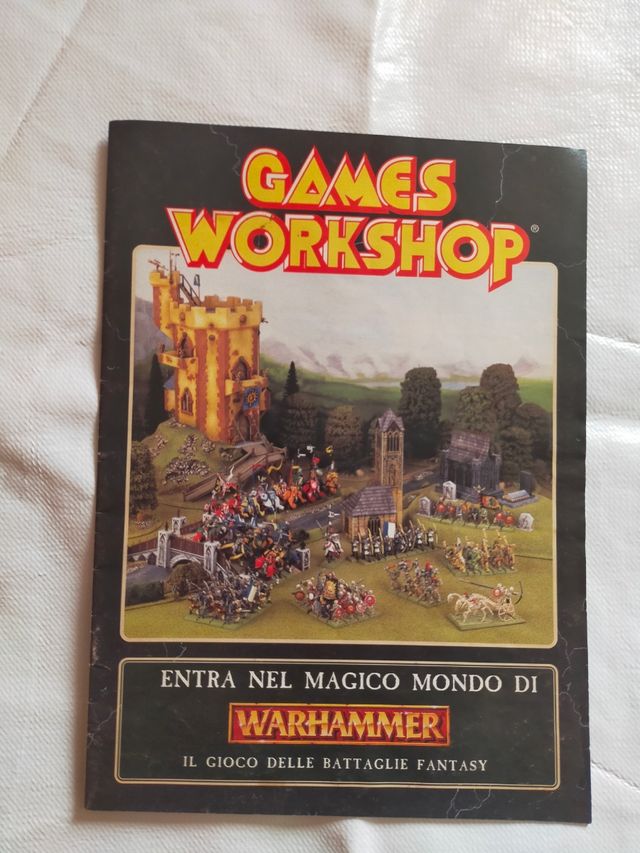 GAMES
WORKSHOP®
ENTRA NEL MAGICO MONDO DI
WARHAMMER
IL GIOCO DELLE BATTAGLIE FANTASY